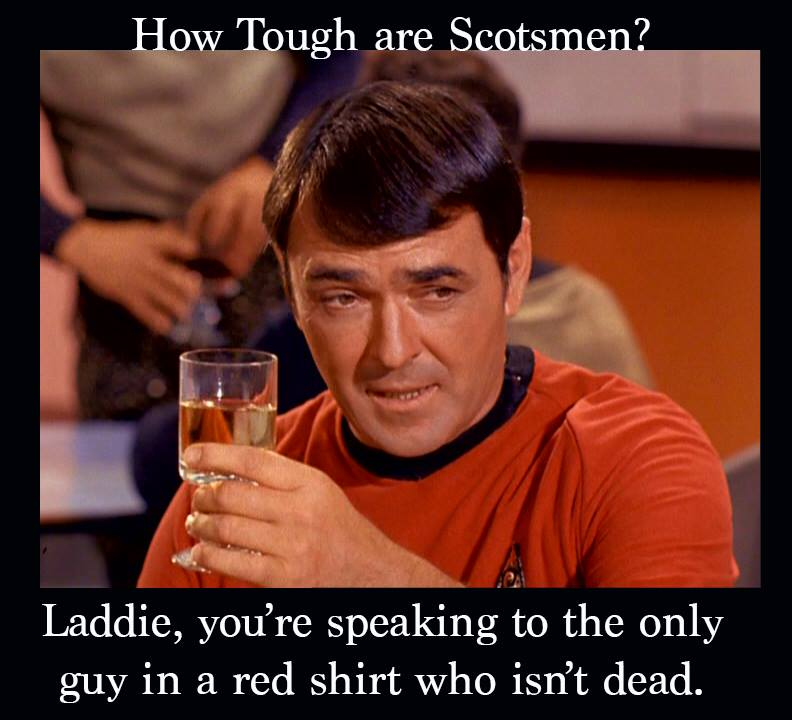 How Tough are Scotsmen?
Laddie, you’re speaking to the only
guy in a red shirt who isn’t dead.